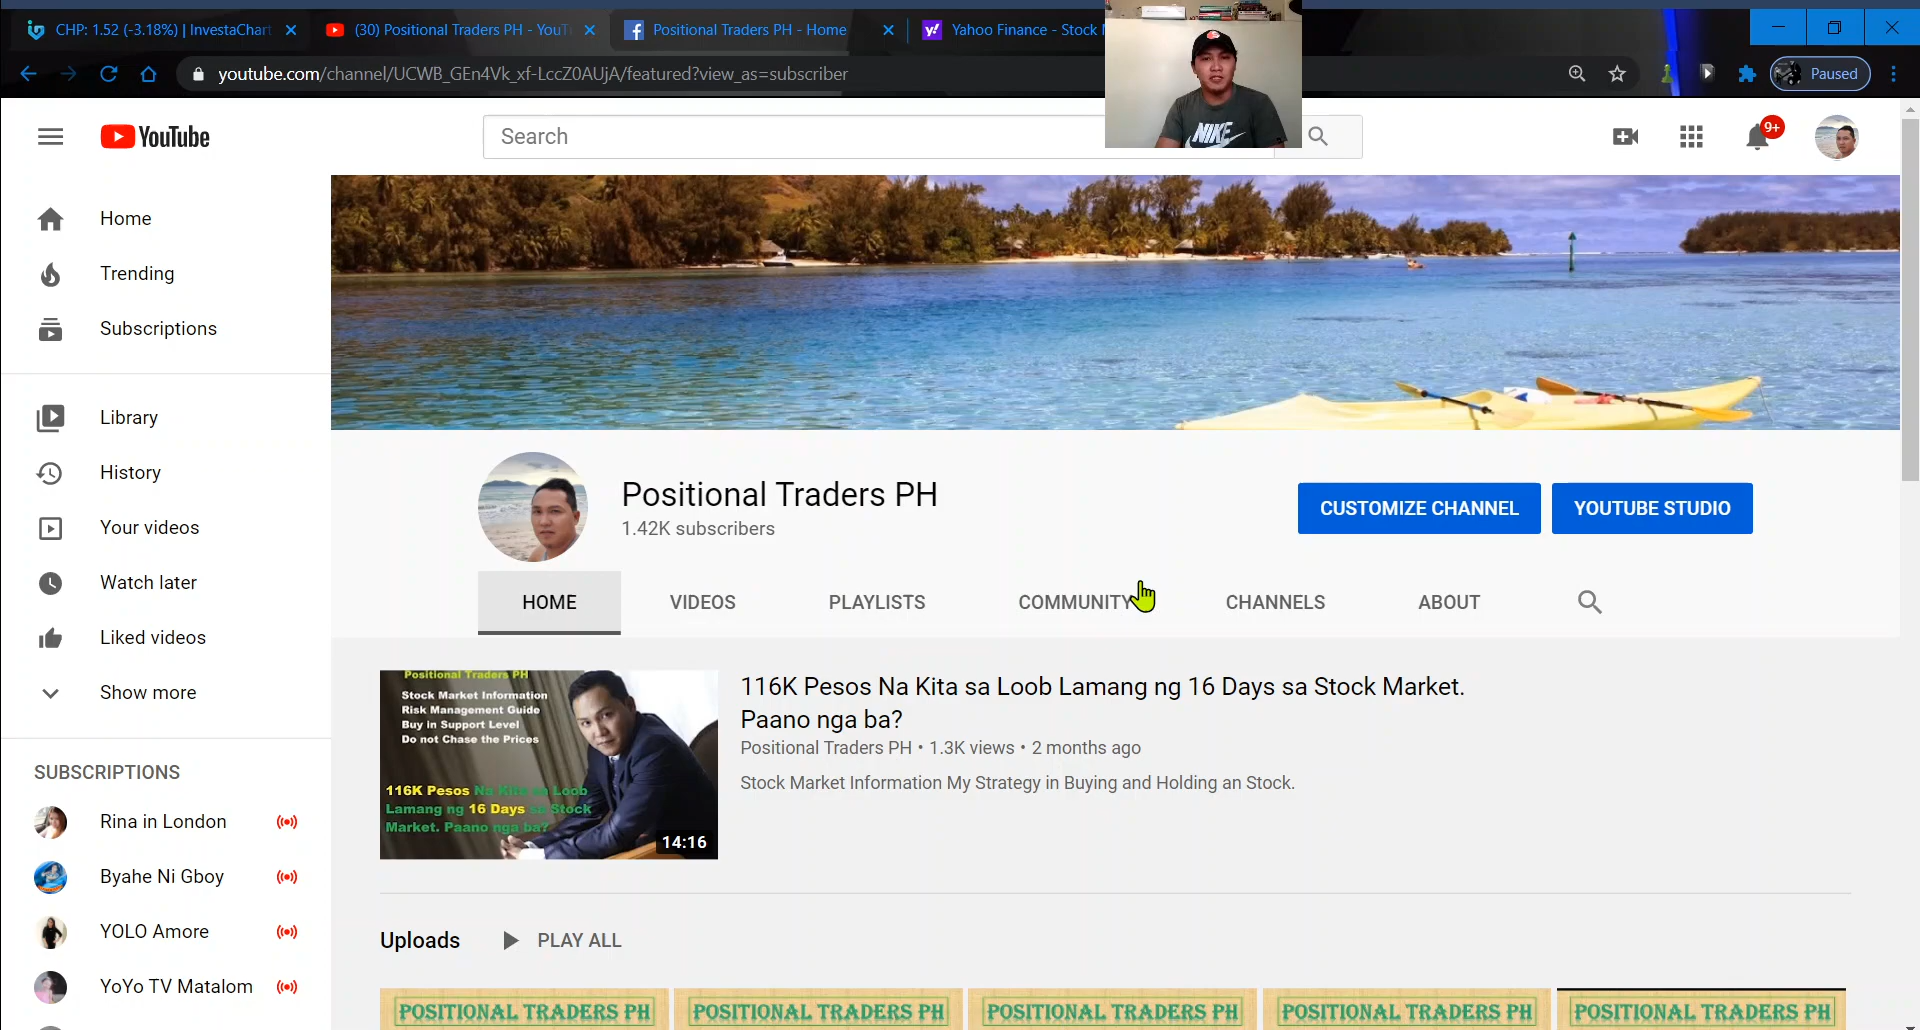 CHP: 1.52 (-3.18%) | InvestaChart
(30) Positional Traders PH - YouT
Positional Traders PH - Home
Yahoo Finance - Stock
youtube.com/channel/UCWB_GEn4Vk_xf-LccZ0AUjA/featured?view_as=subscriber
Paused
YouTube
Search
NIKE
9+
Home
Trending
Subscriptions
Library
History
Your videos
Watch later
Liked videos
Show more
SUBSCRIPTIONS
Rina in London
Byahe Ni Gboy
YOLO Amore
YoYo TV Matalom
Positional Traders PH
1.42K subscribers
CUSTOMIZE CHANNEL
YOUTUBE STUDIO
HOME
VIDEOS
PLAYLISTS
COMMUNITY
CHANNELS
ABOUT
Positional Traders PH
Stock Market Information
Risk Management Guide
Buy in Support Level
Do not Chase the Prices
116K Pesos Na Kita sa Loob
Lamang ng 16 Days sa Stock
Market. Paano nga ba?
14:16
116K Pesos Na Kita sa Loob Lamang ng 16 Days sa Stock Market.
Paano nga ba?
Positional Traders PH • 1.3K views • 2 months ago
Stock Market Information My Strategy in Buying and Holding an Stock.
Uploads
PLAY ALL
POSITIONAL TRADERS PH
POSITIONAL TRADERS PH
POSITIONAL TRADERS PH
POSITIONAL TRADERS PH
POSITIONAL TRADERS PH